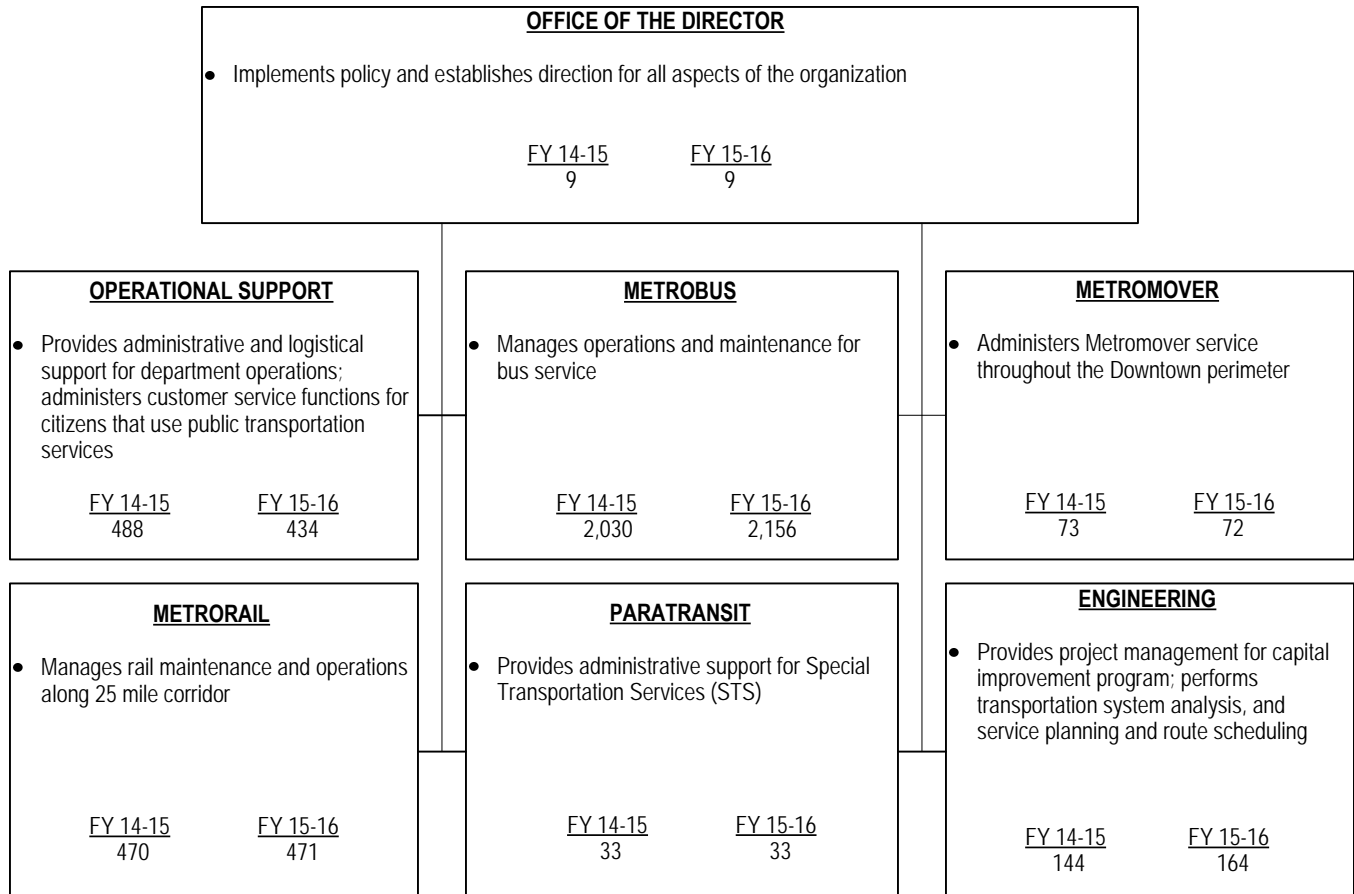 OFFICE OF THE DIRECTOR
● Implements policy and establishes direction for all aspects of the organization
FY 14-15 FY 15-16
9 9
OPERATIONAL SUPPORT
● Provides administrative and logistical
support for department operations;
administers customer service functions for
citizens that use public transportation
services
FY 14-15 FY 15-16
488 434
METROBUS
● Manages operations and maintenance for
bus service
FY 14-15 FY 15-16
2,030 2,156
METROMOVER
● Administers Metromover service
throughout the Downtown perimeter
FY 14-15 FY 15-16
73 72
METRORAIL
● Manages rail maintenance and operations
along 25 mile corridor
FY 14-15 FY 15-16
470 471
PARATRANSIT
● Provides administrative support for Special
Transportation Services (STS)
FY 14-15 FY 15-16
33 33
ENGINEERING
● Provides project management for capital
improvement program; performs
transportation system analysis, and
service planning and route scheduling
FY 14-15 FY 15-16
144 164